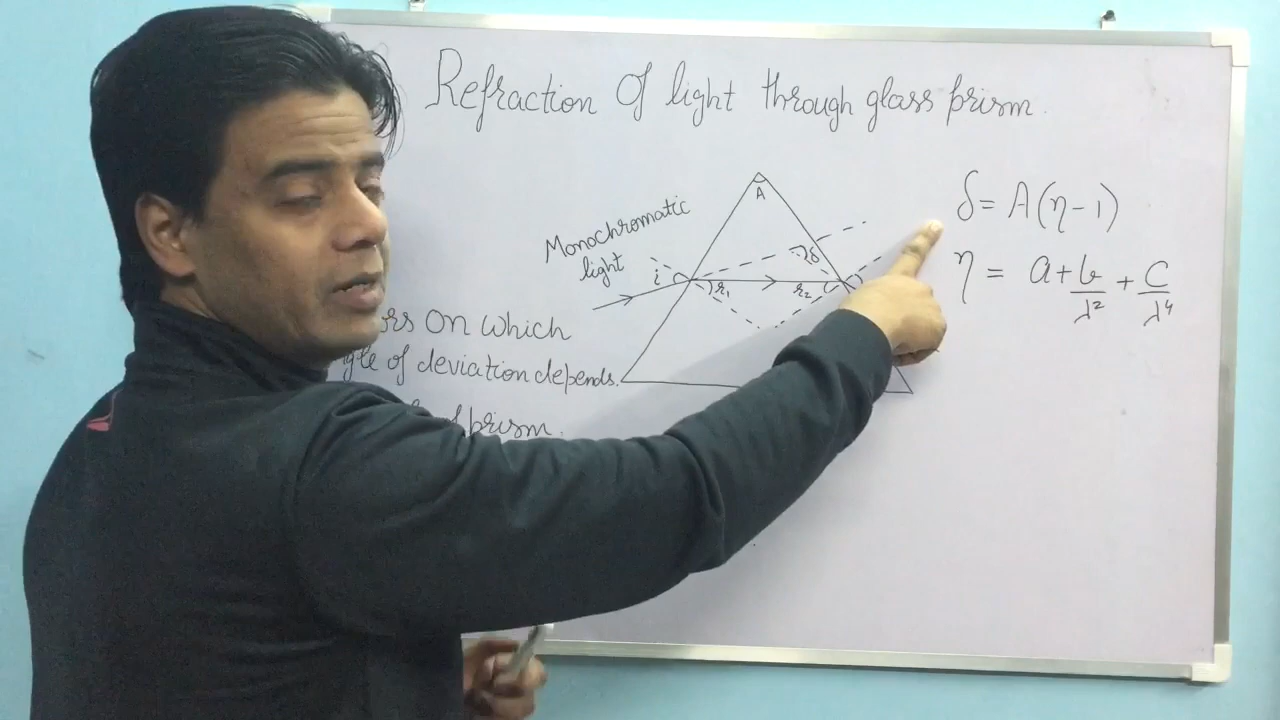 Refraction Of light through glass prism.
A
δ = A(η - 1)
Monochromatic
light
i
r₁
r₂
δ
η = a + b/λ² + C/λ⁴
On which
of deviation depends.
prism.